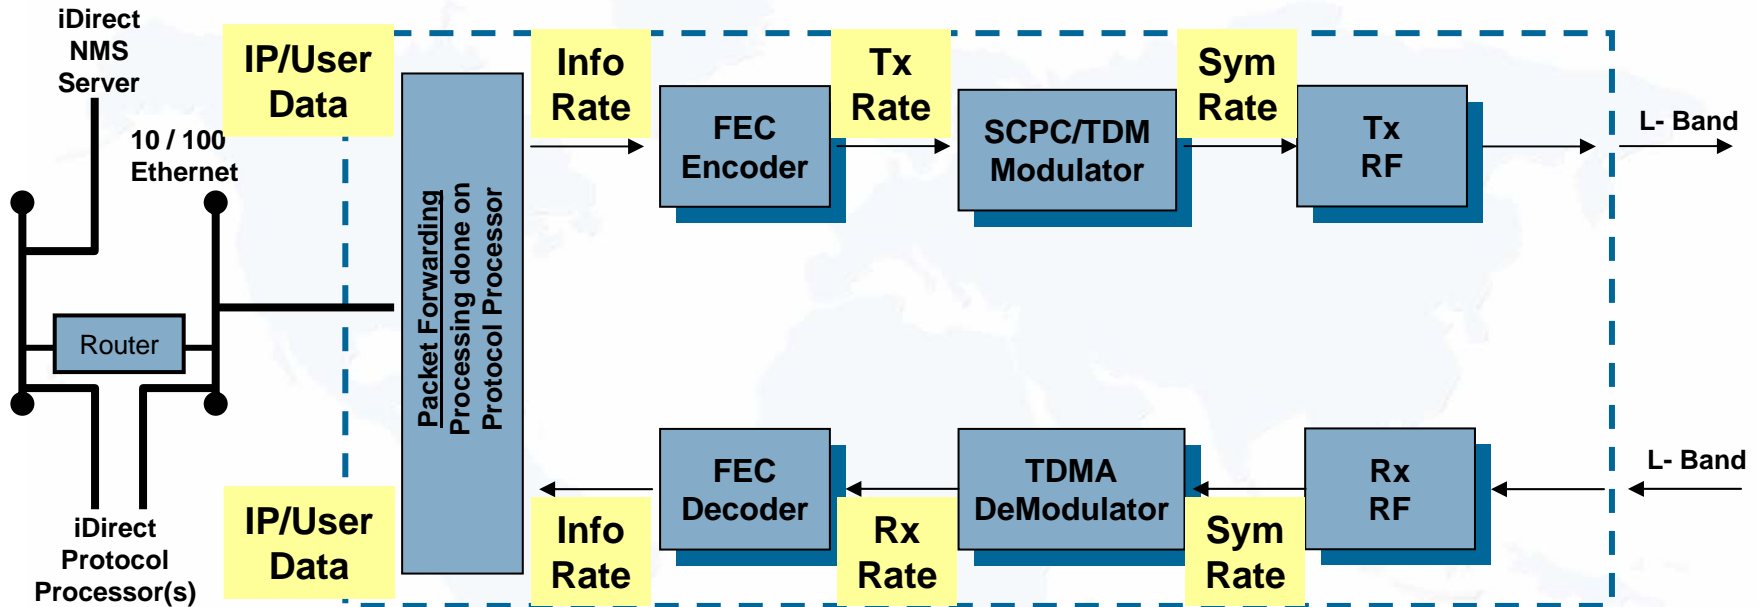 iDirect
NMS
Server
10 / 100
Ethernet
Router
iDirect
Protocol
Processor(s)
IP/User
Data
Packet Forwarding
Processing done on
Protocol Processor
Info
Rate
FEC
Encoder
Tx
Rate
SCPC/TDM
Modulator
Sym
Rate
Tx
RF
L- Band
IP/User
Data
Info
Rate
FEC
Decoder
Rx
Rate
TDMA
DeModulator
Sym
Rate
Rx
RF
L- Band